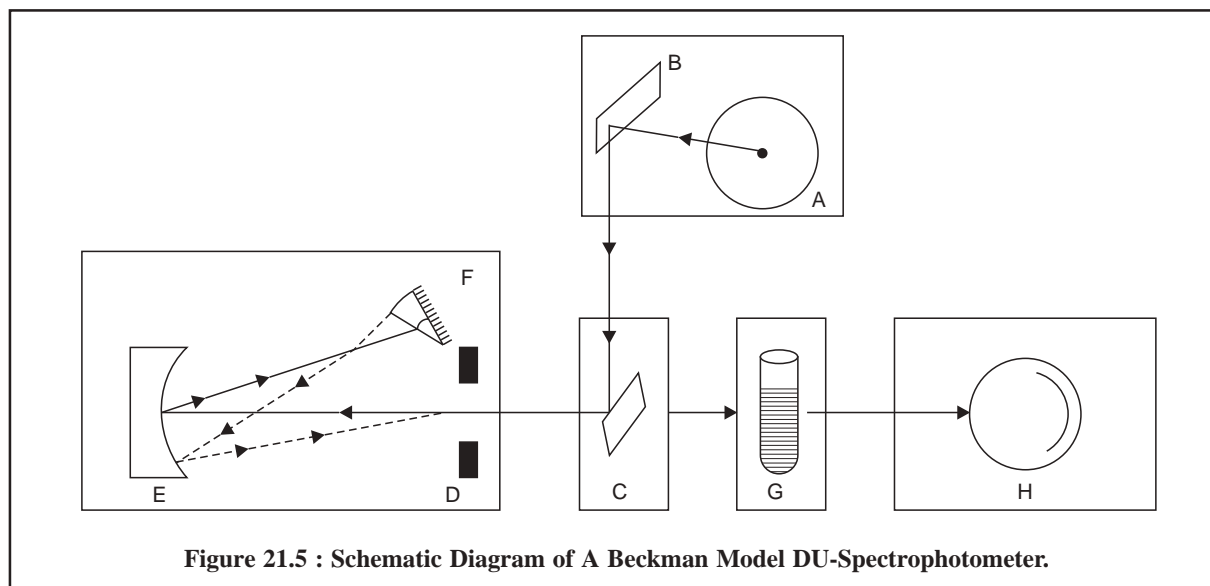 B
A
F
E
D
C
G
H
Figure 21.5 : Schematic Diagram of A Beckman Model DU-Spectrophotometer.